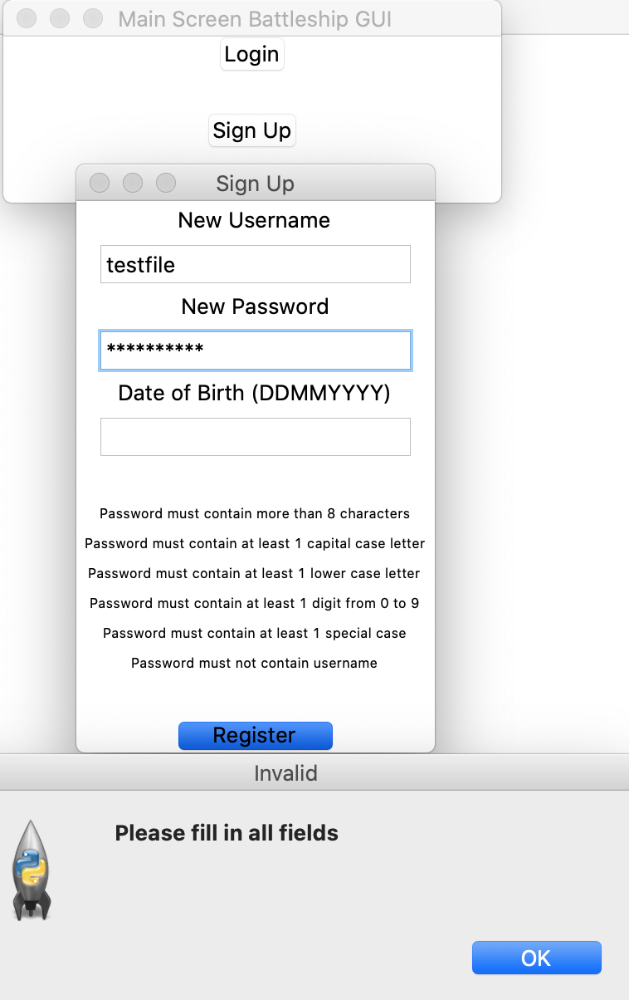 Main Screen Battleship GUI
Login
Sign Up
Sign Up
New Username
testfile
New Password
**********
Date of Birth (DDMMYYYY)
Password must contain more than 8 characters
Password must contain at least 1 capital case letter
Password must contain at least 1 lower case letter
Password must contain at least 1 digit from 0 to 9
Password must contain at least 1 special case
Password must not contain username
Register
Invalid
Please fill in all fields
OK